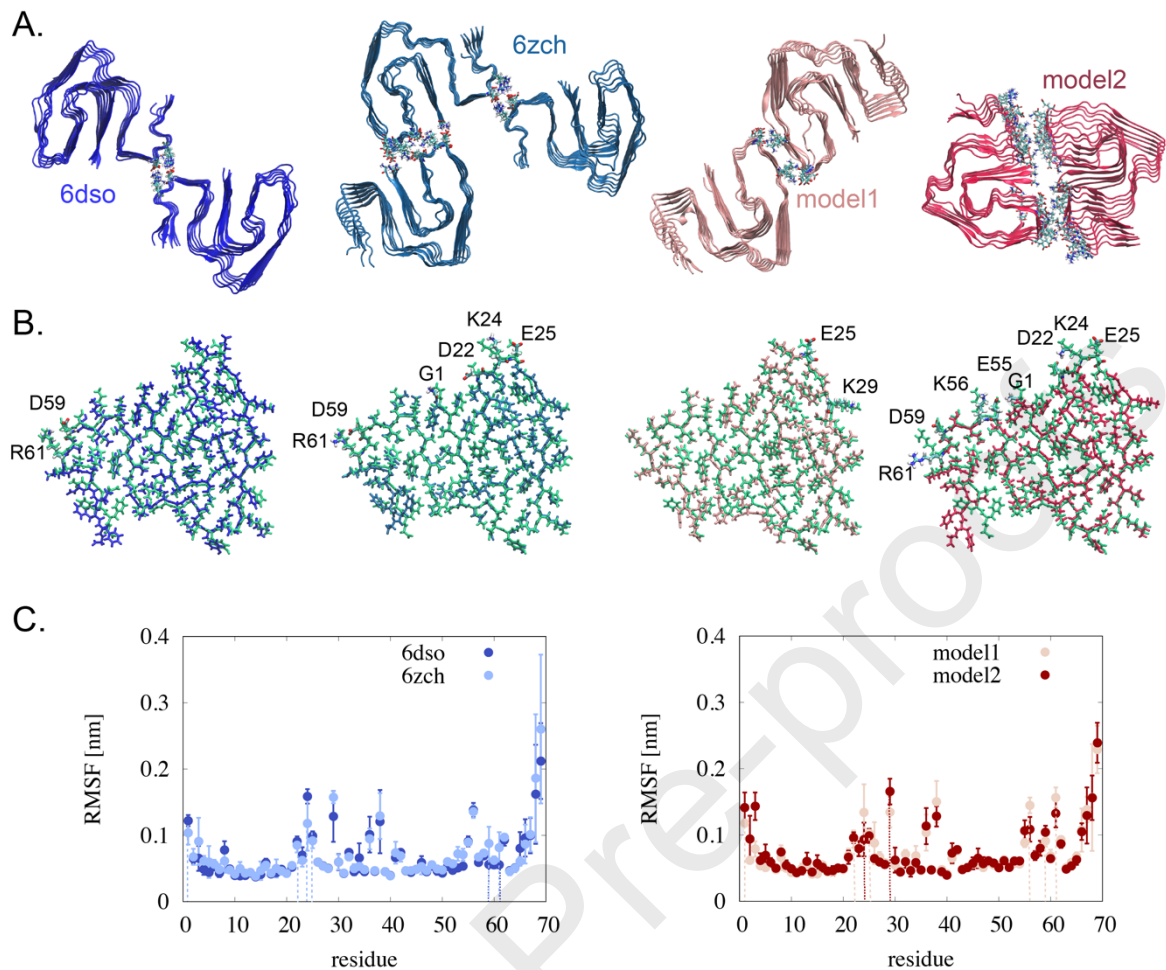 A.
6dso
6zch
model1
model2
B.
D59
R61
K24
E25
D22
G1
D59
R61
E25
K29
K24
D22
E25
E55
G1
K56
D59
R61
C.
0.4
0.3
0.2
0.1
0
RMSF [nm]
6dso
6zch
0 10 20 30 40 50 60 70
residue
0.4
0.3
0.2
0.1
0
RMSF [nm]
model1
model2
0 10 20 30 40 50 60 70
residue
Pre-proofs